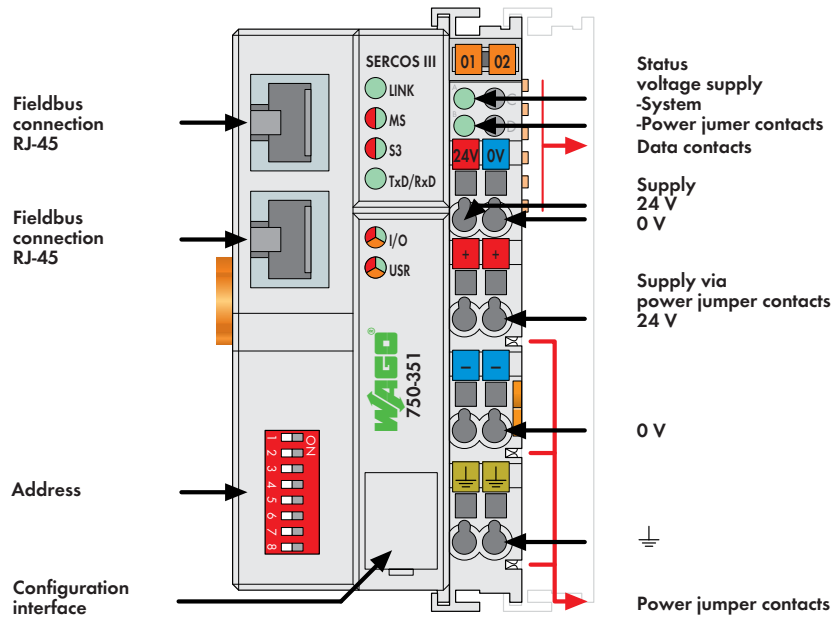 Fieldbus
connection
RJ-45
Fieldbus
connection
RJ-45
Address
Configuration
interface
SERCOS III
LINK
MS
S3
TxD/RxD
I/O
USR
WAGO®
750-351
ON
1
2
3
4
5
6
7
8
01 02
A C
B D
24V 0V
+ +
– –
Status
voltage supply
-System
-Power jumer contacts
Data contacts
Supply
24 V
0 V
Supply via
power jumper contacts
24 V
0 V
Power jumper contacts